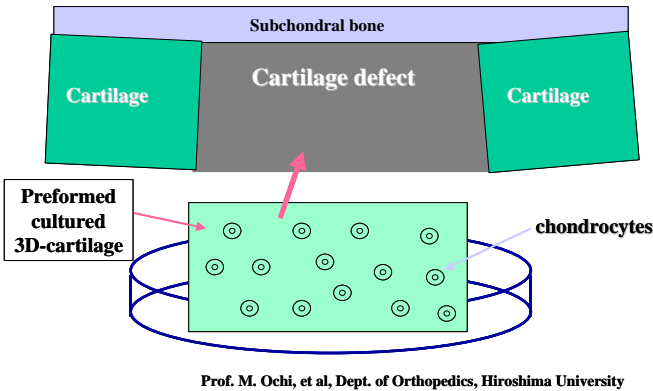 Subchondral bone
Cartilage defect
Cartilage
Cartilage
Preformed
cultured
3D-cartilage
chondrocytes
Prof. M. Ochi, et al, Dept. of Orthopedics, Hiroshima University